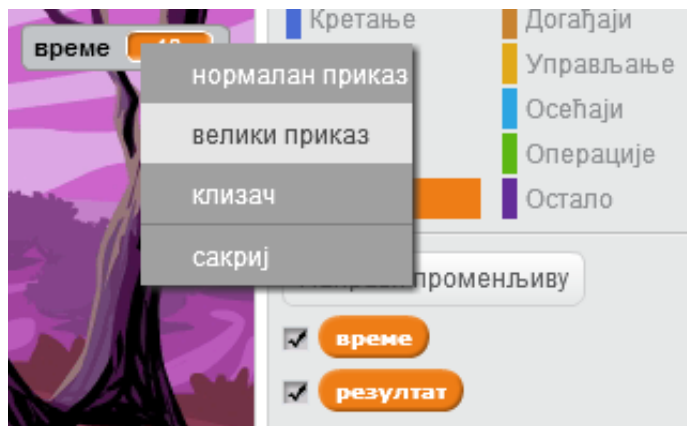 време
нормалан приказ
велики приказ
клизач
сакриј
Кретање
Догађаји
Управљање
Осећаји
Операције
Остало
променљиву
време
резултат